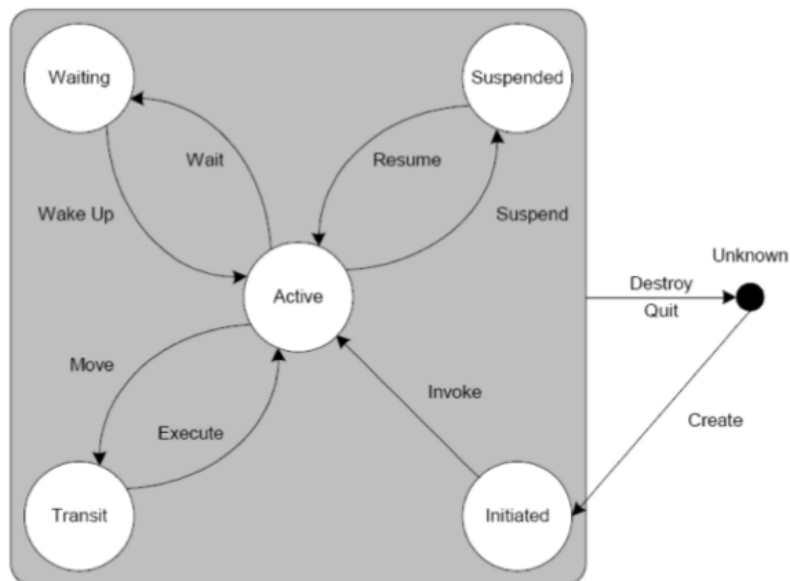 Waiting
Suspended
Wait
Resume
Wake Up
Suspend
Unknown
Active
Destroy
Quit
Move
Invoke
Create
Execute
Transit
Initiated